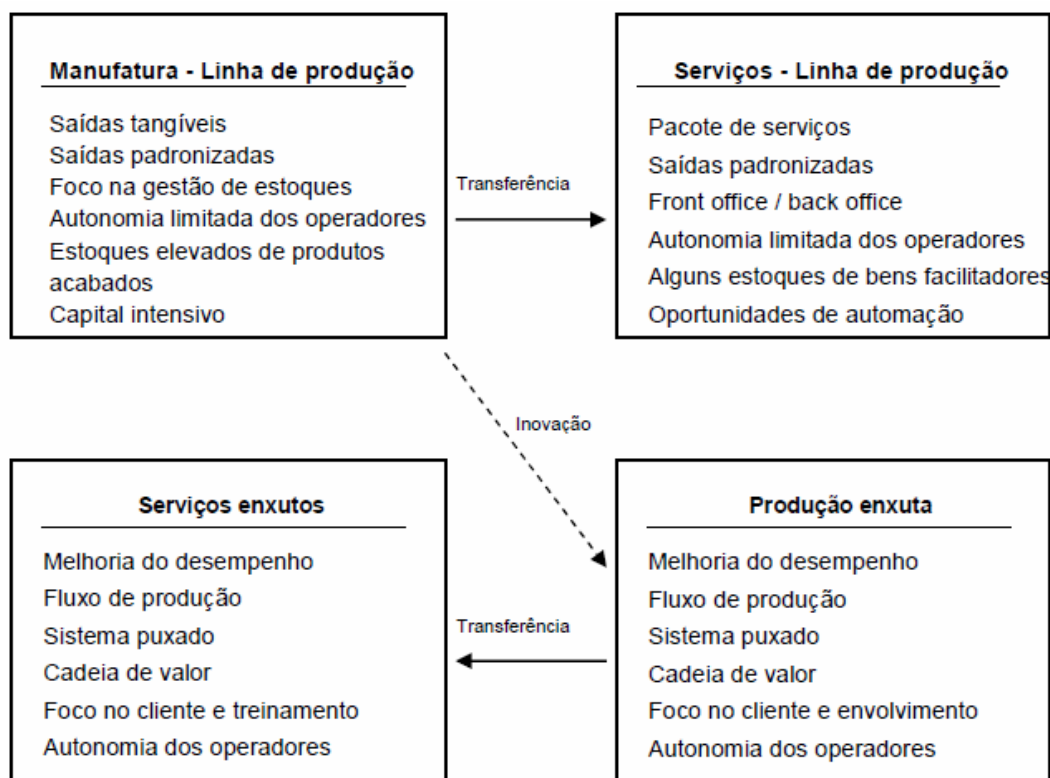 Manufatura - Linha de produção
Saídas tangíveis
Saídas padronizadas
Foco na gestão de estoques
Autonomia limitada dos operadores
Estoques elevados de produtos
acabados
Capital intensivo
Transferência
Serviços - Linha de produção
Pacote de serviços
Saídas padronizadas
Front office / back office
Autonomia limitada dos operadores
Alguns estoques de bens facilitadores
Oportunidades de automação
Inovação
Serviços enxutos
Melhoria do desempenho
Fluxo de produção
Sistema puxado
Cadeia de valor
Foco no cliente e treinamento
Autonomia dos operadores
Transferência
Produção enxuta
Melhoria do desempenho
Fluxo de produção
Sistema puxado
Cadeia de valor
Foco no cliente e envolvimento
Autonomia dos operadores